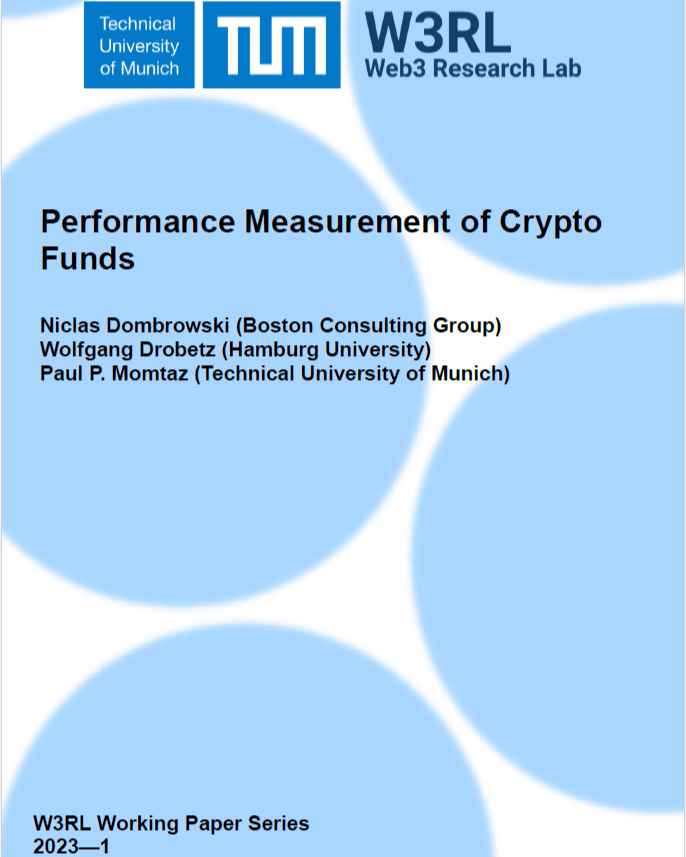 Technical
University
of Munich
TUM
W3RL
Web3 Research Lab
Performance Measurement of Crypto
Funds
Niclas Dombrowski (Boston Consulting Group)
Wolfgang Drobetz (Hamburg University)
Paul P. Momtaz (Technical University of Munich)
W3RL Working Paper Series
2023—1